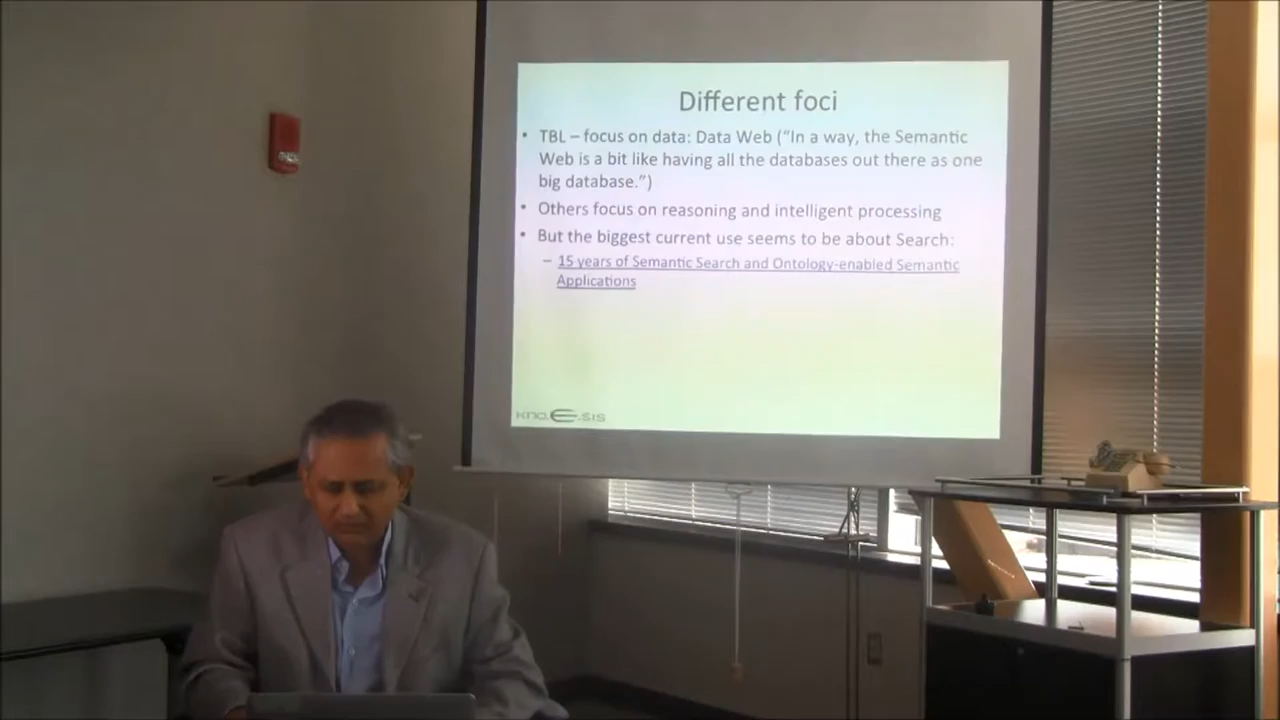 Different foci
• TBL – focus on data: Data Web (“In a way, the Semantic
Web is a bit like having all the databases out there as one
big database.”)
• Others focus on reasoning and intelligent processing
• But the biggest current use seems to be about Search:
– 15 years of Semantic Search and Ontology-enabled Semantic
Applications
kno.e.sis